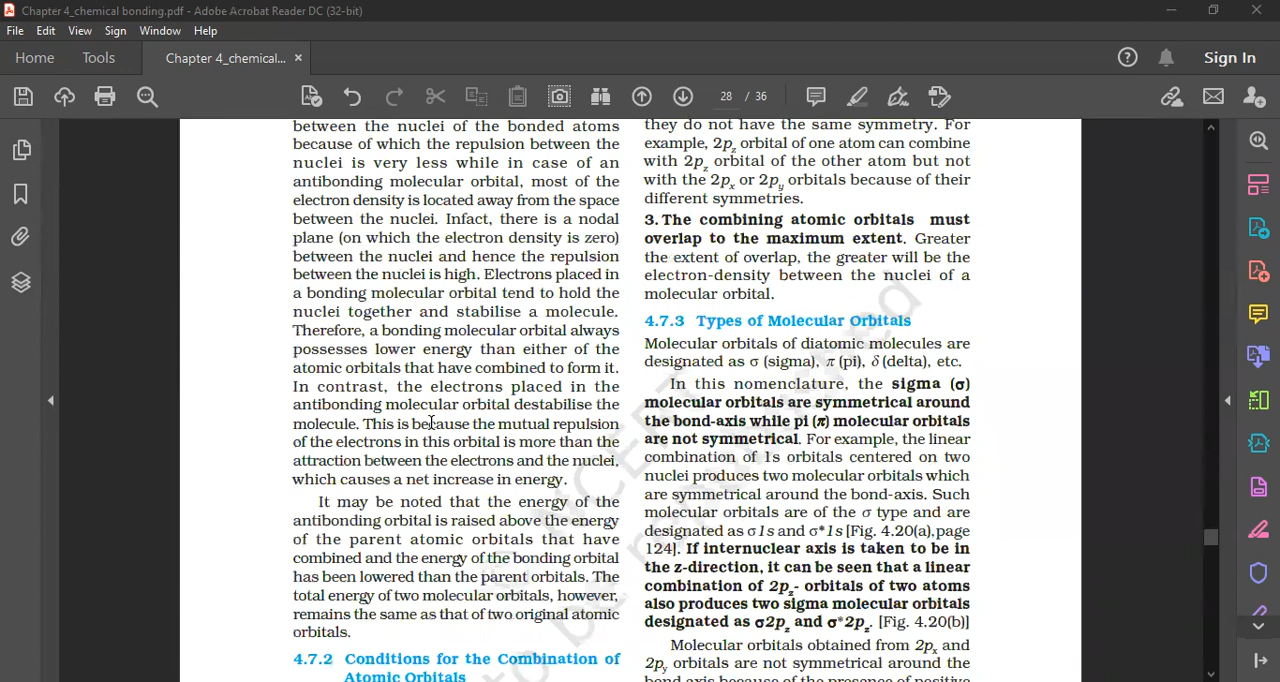 Chapter 4_chemical bonding.pdf - Adobe Acrobat Reader DC (32-bit)
File Edit View Sign Window Help
Home Tools Chapter 4_chemical... × Sign In
28 / 36
between the nuclei of the bonded atoms
because of which the repulsion between the
nuclei is very less while in case of an
antibonding molecular orbital, most of the
electron density is located away from the space
between the nuclei. Infact, there is a nodal
plane (on which the electron density is zero)
between the nuclei and hence the repulsion
between the nuclei is high. Electrons placed in
a bonding molecular orbital tend to hold the
nuclei together and stabilise a molecule.
Therefore, a bonding molecular orbital always
possesses lower energy than either of the
atomic orbitals that have combined to form it.
In contrast, the electrons placed in the
antibonding molecular orbital destabilise the
molecule. This is because the mutual repulsion
of the electrons in this orbital is more than the
attraction between the electrons and the nuclei,
which causes a net increase in energy.
It may be noted that the energy of the
antibonding orbital is raised above the energy
of the parent atomic orbitals that have
combined and the energy of the bonding orbital
has been lowered than the parent orbitals. The
total energy of two molecular orbitals, however,
remains the same as that of two original atomic
orbitals.
4.7.2 Conditions for the Combination of
Atomic Orbitals
they do not have the same symmetry. For
example, 2pz orbital of one atom can combine
with 2pz orbital of the other atom but not
with the 2px or 2py orbitals because of their
different symmetries.
3. The combining atomic orbitals must
overlap to the maximum extent. Greater
the extent of overlap, the greater will be the
electron-density between the nuclei of a
molecular orbital.
4.7.3 Types of Molecular Orbitals
Molecular orbitals of diatomic molecules are
designated as σ (sigma), π (pi), δ (delta), etc.
In this nomenclature, the sigma (σ)
molecular orbitals are symmetrical around
the bond-axis while pi (π) molecular orbitals
are not symmetrical. For example, the linear
combination of 1s orbitals centered on two
nuclei produces two molecular orbitals which
are symmetrical around the bond-axis. Such
molecular orbitals are of the σ type and are
designated as σ1s and σ*1s [Fig. 4.20(a),page
124]. If internuclear axis is taken to be in
the z-direction, it can be seen that a linear
combination of 2pz- orbitals of two atoms
also produces two sigma molecular orbitals
designated as σ2pz and σ*2pz. [Fig. 4.20(b)]
Molecular orbitals obtained from 2px and
2py orbitals are not symmetrical around the
bond axis because of the presence of positive